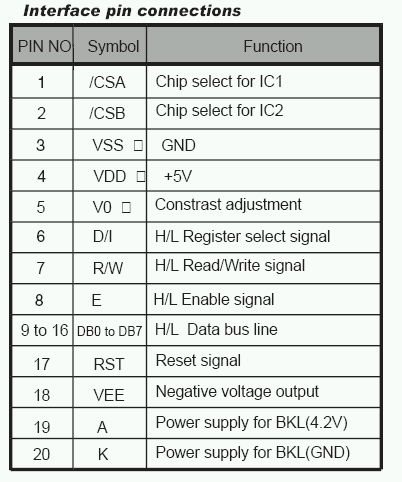 Interface pin connections
PIN NO Symbol Function
1 /CSA Chip select for IC1
2 /CSB Chip select for IC2
3 VSS □ GND
4 VDD □ +5V
5 V0 □ Constrast adjustment
6 D/I H/L Register select signal
7 R/W H/L Read/Write signal
8 E H/L Enable signal
9 to 16 DB0 to DB7 H/L Data bus line
17 RST Reset signal
18 VEE Negative voltage output
19 A Power supply for BKL(4.2V)
20 K Power supply for BKL(GND)